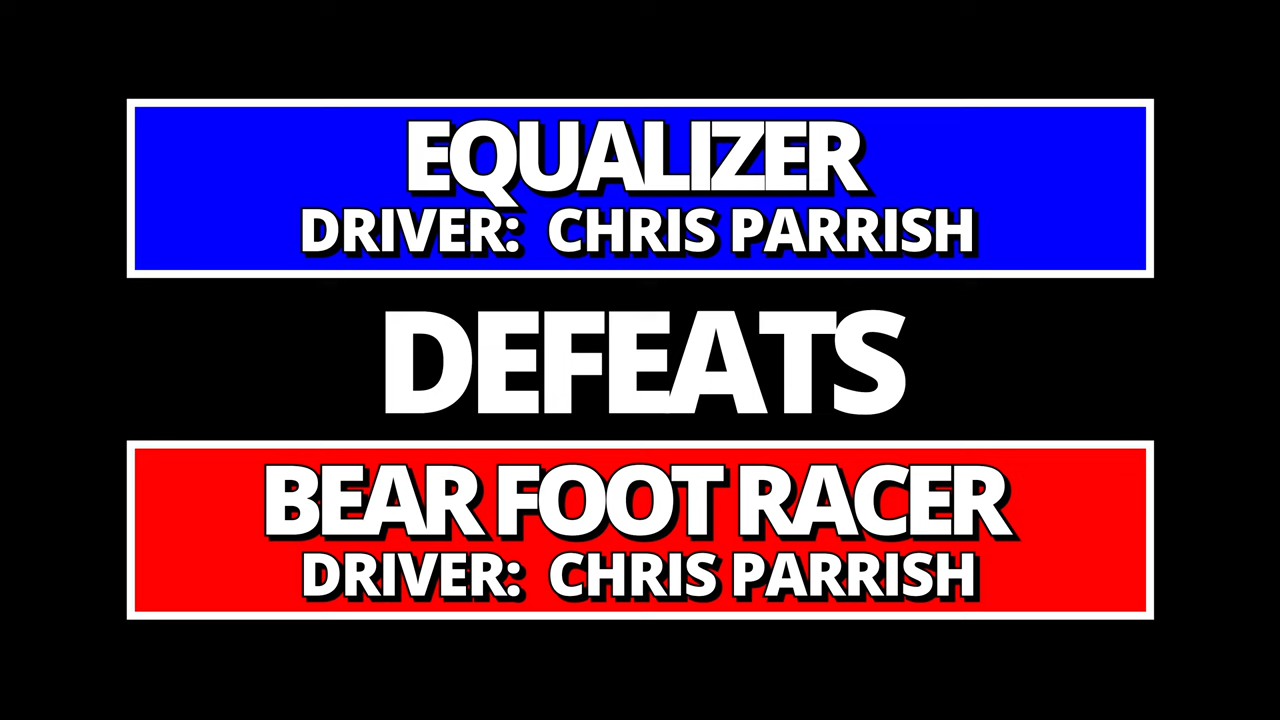 EQUALIZER
DRIVER: CHRIS PARRISH
DEFEATS
BEAR FOOT RACER
DRIVER: CHRIS PARRISH